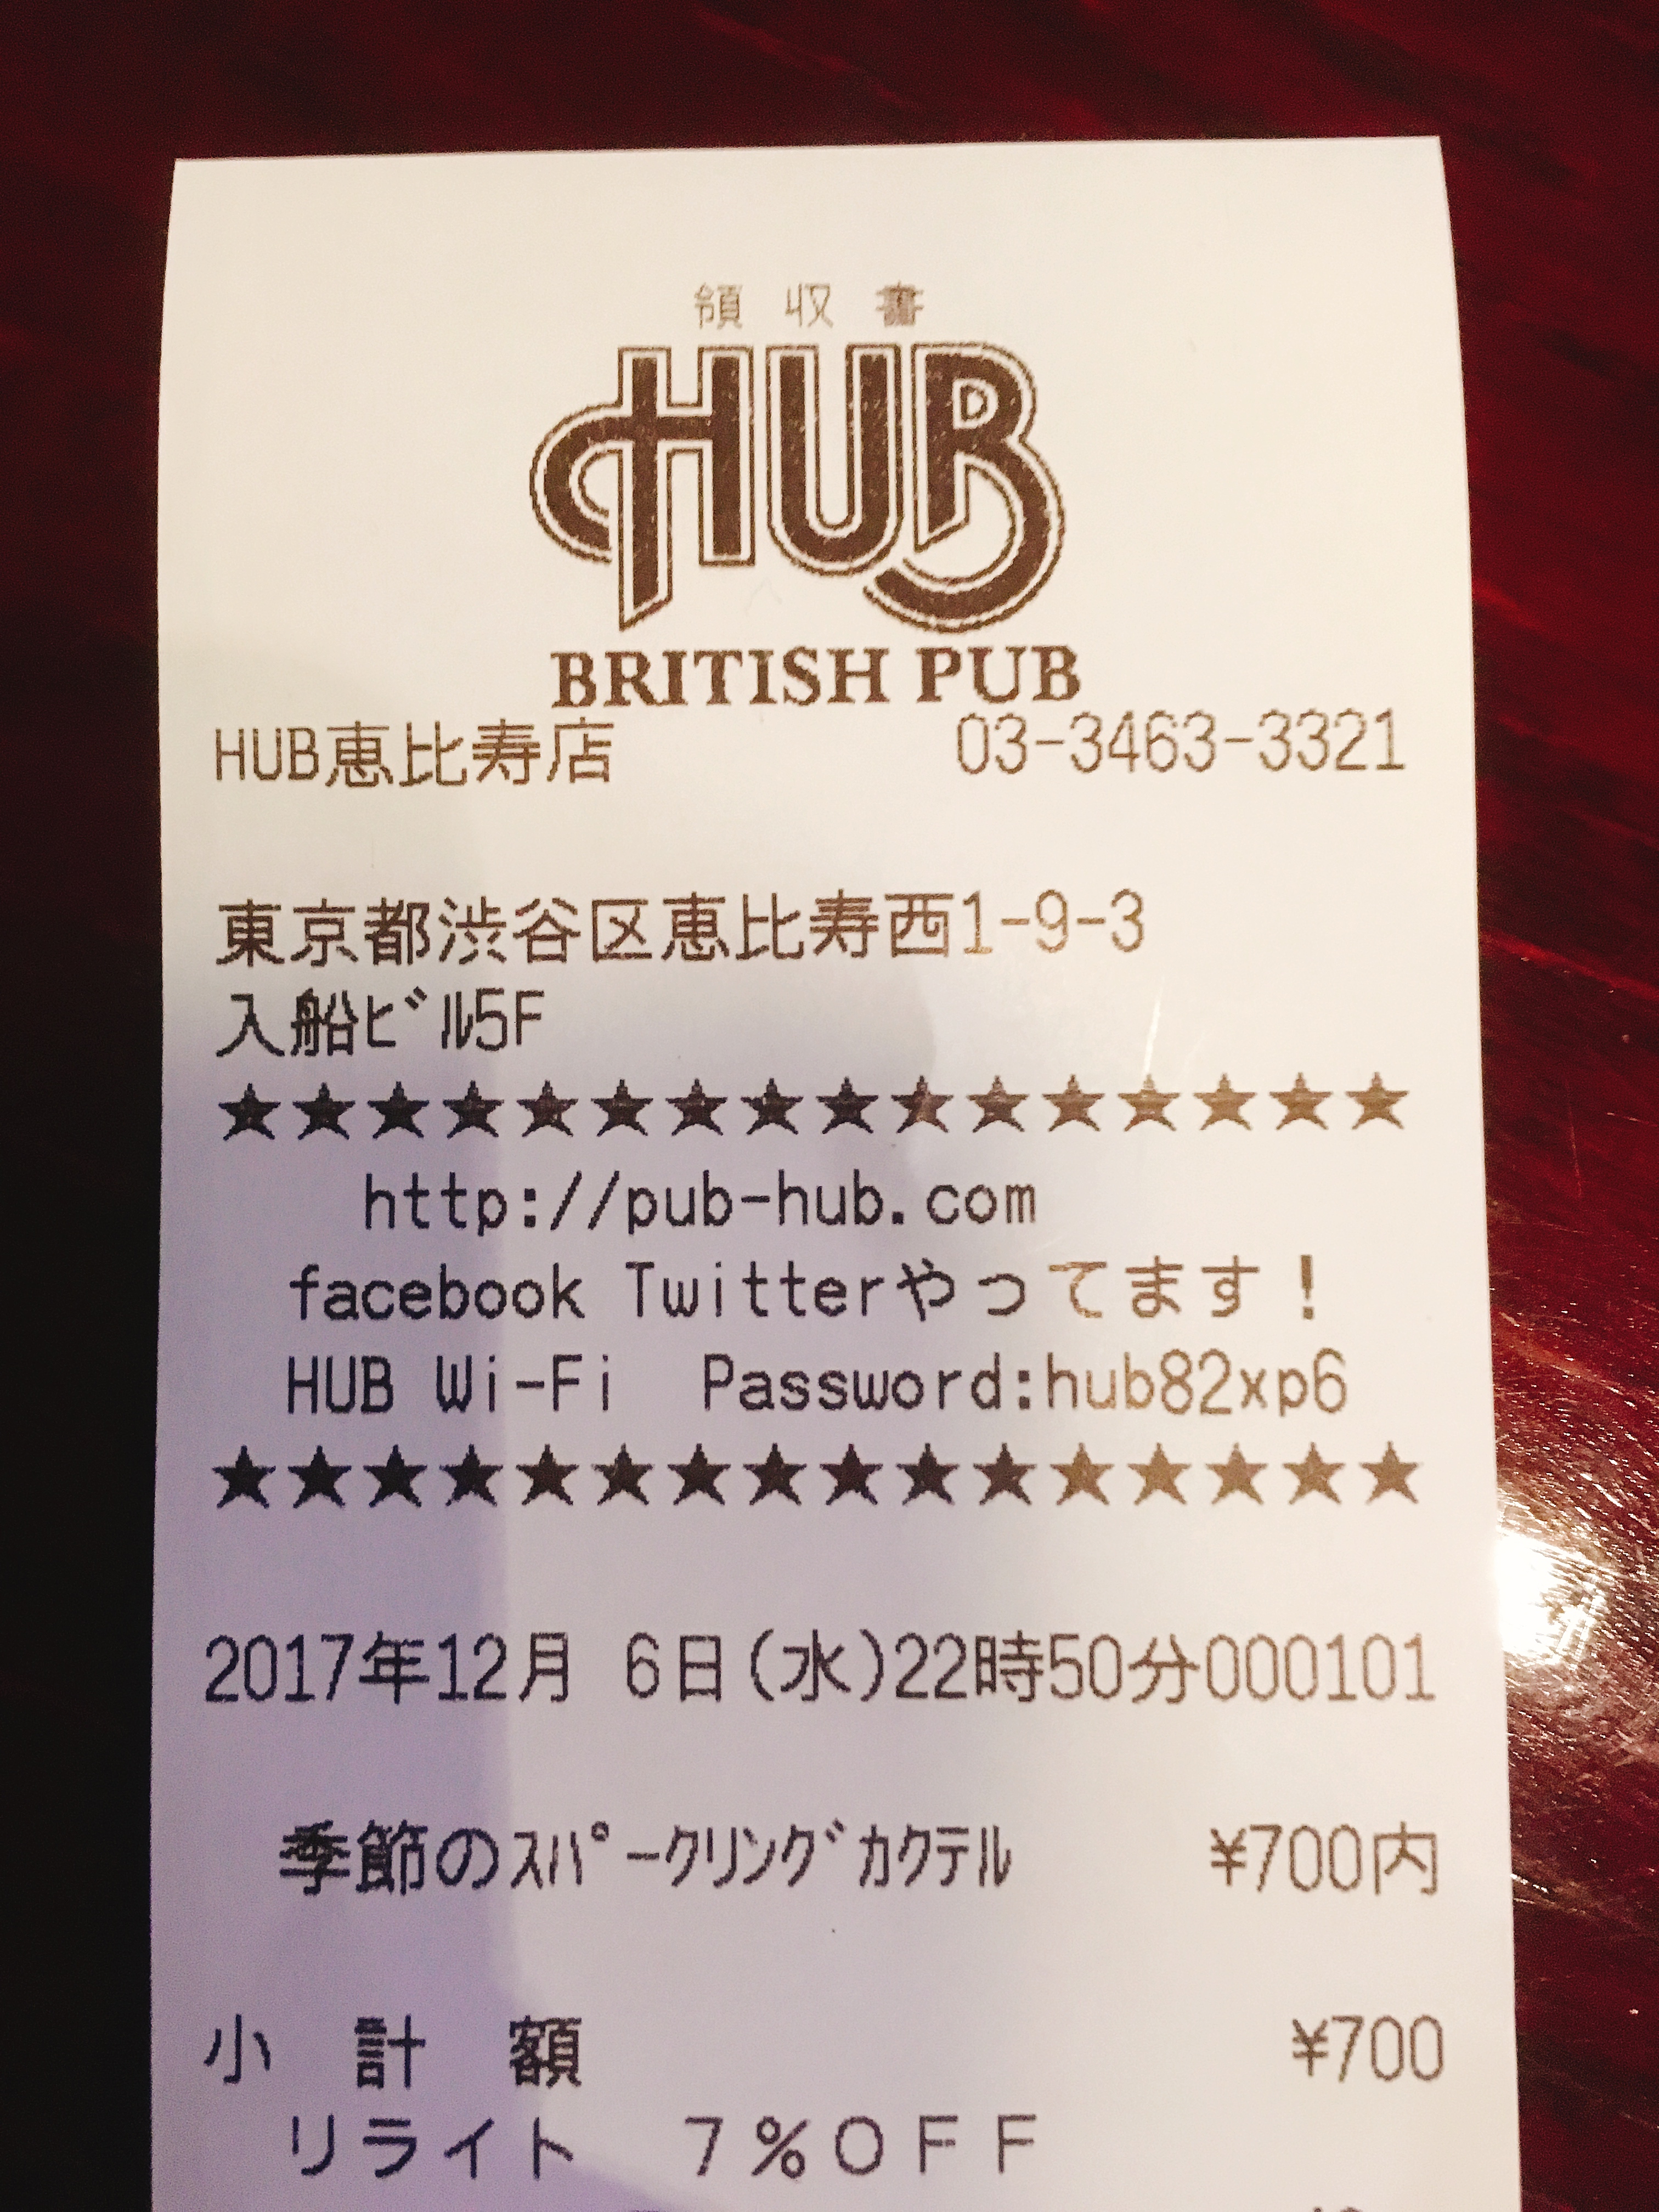 領 収 書
HUB
BRITISH PUB
HUB恵比寿店 03-3463-3321
東京都渋谷区恵比寿西1-9-3
入船ﾋﾞﾙ5F
★★★★★★★★★★★★★★★★
http://pub-hub.com
facebook Twitterやってます！
HUB Wi-Fi Password:hub82xp6
★★★★★★★★★★★★★★★★
2017年12月 6日(水)22時50分000101
季節のｽﾊﾟｰｸﾘﾝｸﾞｶｸﾃﾙ ¥700内
小 計 額 ¥700
リライト ７％ＯＦＦ